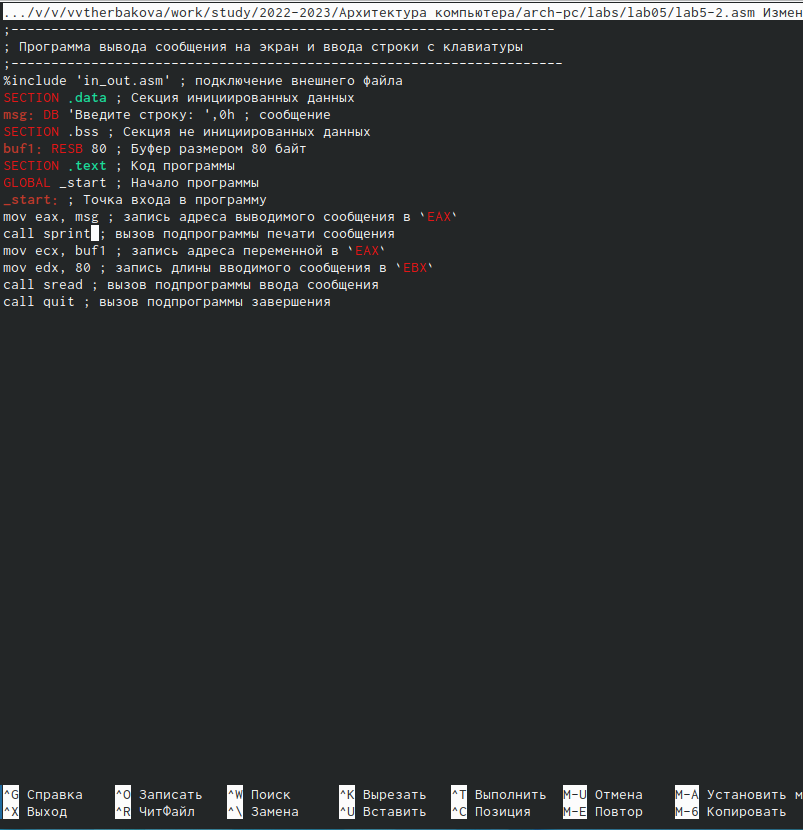 .../v/v/vvtherbakova/work/study/2022-2023/Архитектура компьютера/arch-pc/labs/lab05/lab5-2.asm Измен
;--------------------------------------------------------------------
; Программа вывода сообщения на экран и ввода строки с клавиатуры
;---------------------------------------------------------------------
%include 'in_out.asm' ; подключение внешнего файла
SECTION .data ; Секция инициированных данных
msg: DB 'Введите строку: ',0h ; сообщение
SECTION .bss ; Секция не инициированных данных
buf1: RESB 80 ; Буфер размером 80 байт
SECTION .text ; Код программы
GLOBAL _start ; Начало программы
_start: ; Точка входа в программу
mov eax, msg ; запись адреса выводимого сообщения в `EAX`
call sprint ; вызов подпрограммы печати сообщения
mov ecx, buf1 ; запись адреса переменной в `EAX`
mov edx, 80 ; запись длины вводимого сообщения в `EBX`
call sread ; вызов подпрограммы ввода сообщения
call quit ; вызов подпрограммы завершения
^G Справка ^O Записать ^W Поиск ^K Вырезать ^T Выполнить M-U Отмена M-A Установить м
^X Выход ^R ЧитФайл ^\ Замена ^U Вставить ^C Позиция M-E Повтор M-6 Копировать